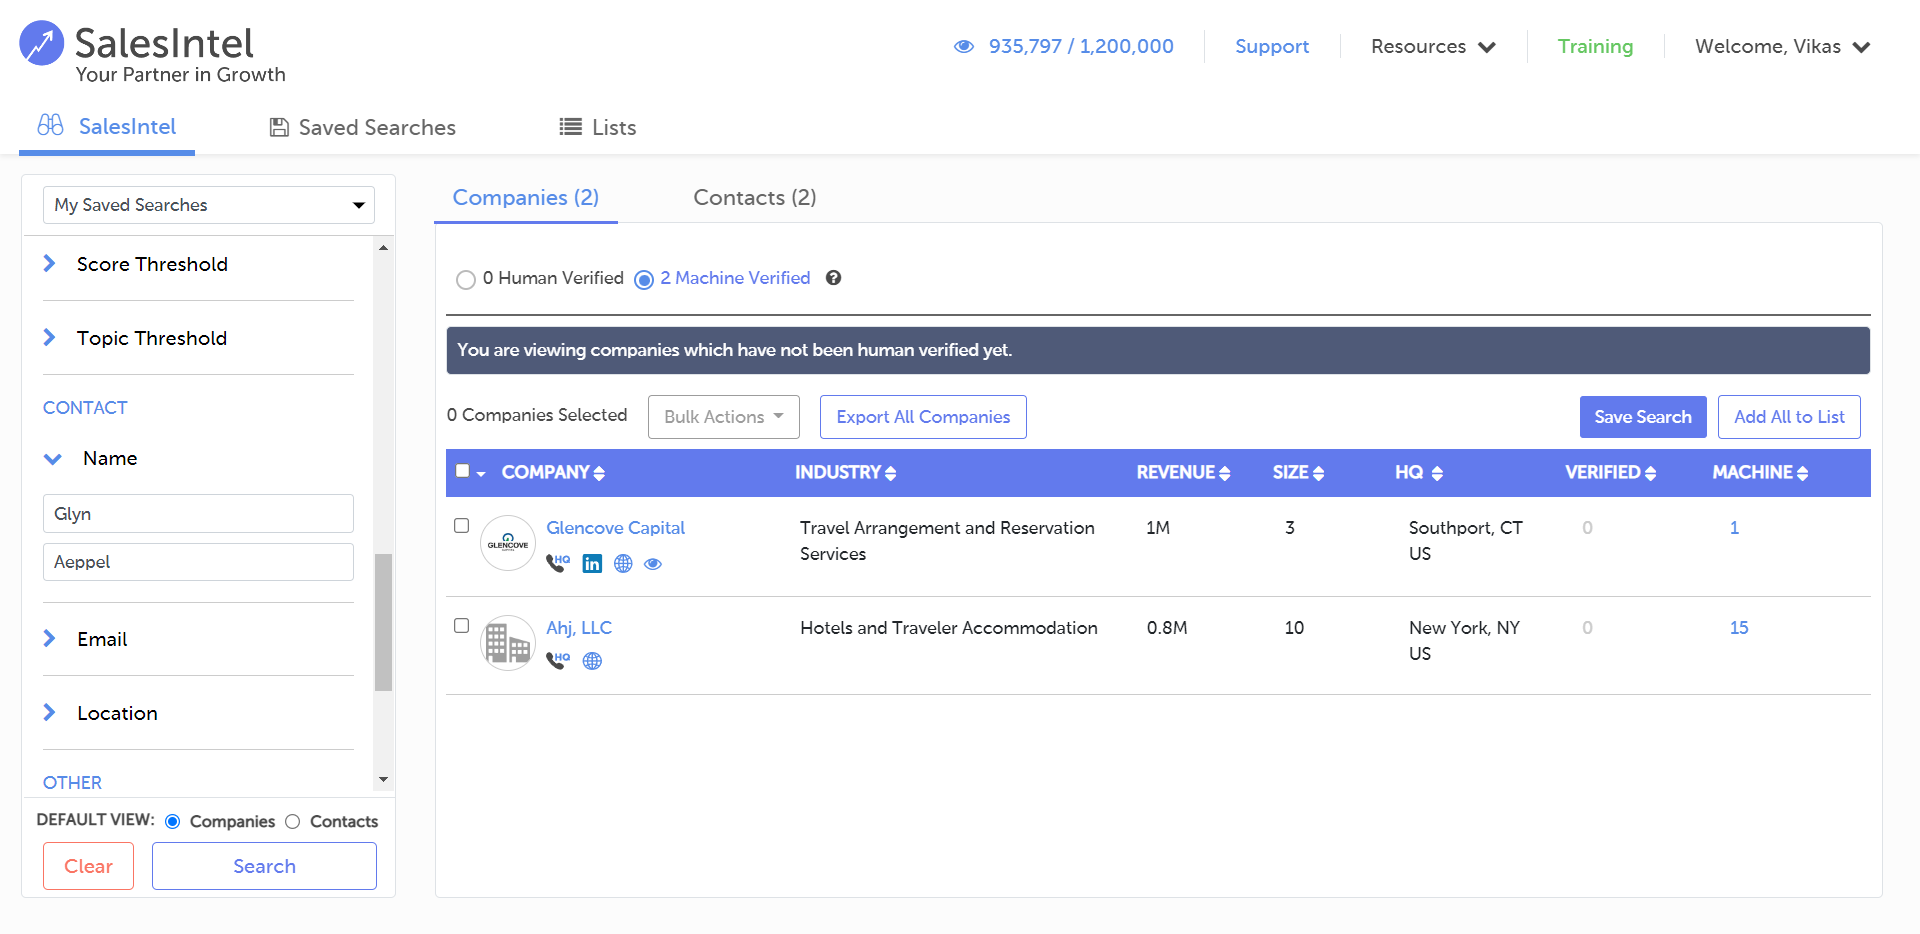 SalesIntel
Your Partner in Growth
935,797 / 1,200,000
Support
Resources
Training
Welcome, Vikas
SalesIntel
Saved Searches
Lists
My Saved Searches
Score Threshold
Topic Threshold
CONTACT
Name
Glyn
Aeppel
Email
Location
OTHER
DEFAULT VIEW: Companies Contacts
Clear
Search
Companies (2)
Contacts (2)
0 Human Verified
2 Machine Verified
?
You are viewing companies which have not been human verified yet.
0 Companies Selected
Bulk Actions
Export All Companies
Save Search
Add All to List
COMPANY INDUSTRY REVENUE SIZE HQ VERIFIED MACHINE
GLENCOVE
Glencove Capital
HQ
in
Travel Arrangement and Reservation
Services
1M
3
Southport, CT
US
0
1
Ahj, LLC
HQ
Hotels and Traveler Accommodation
0.8M
10
New York, NY
US
0
15